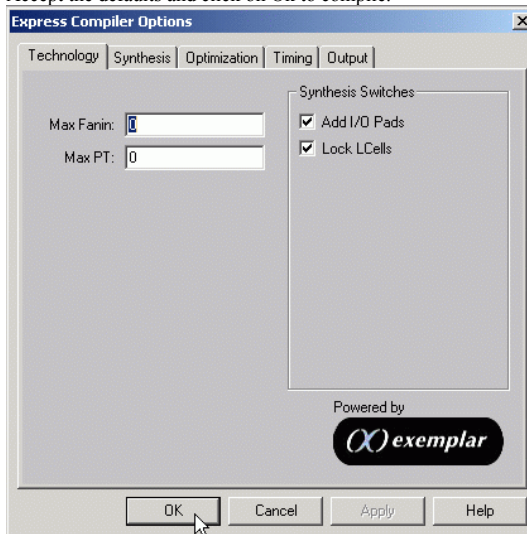 Accept the defaults and click on OK to compile.
Express Compiler Options
Technology Synthesis Optimization Timing Output
Synthesis Switches
Max Fanin: 0
Add I/O Pads
Max PT: 0
Lock LCells
Powered by
exemplar
OK Cancel Apply Help